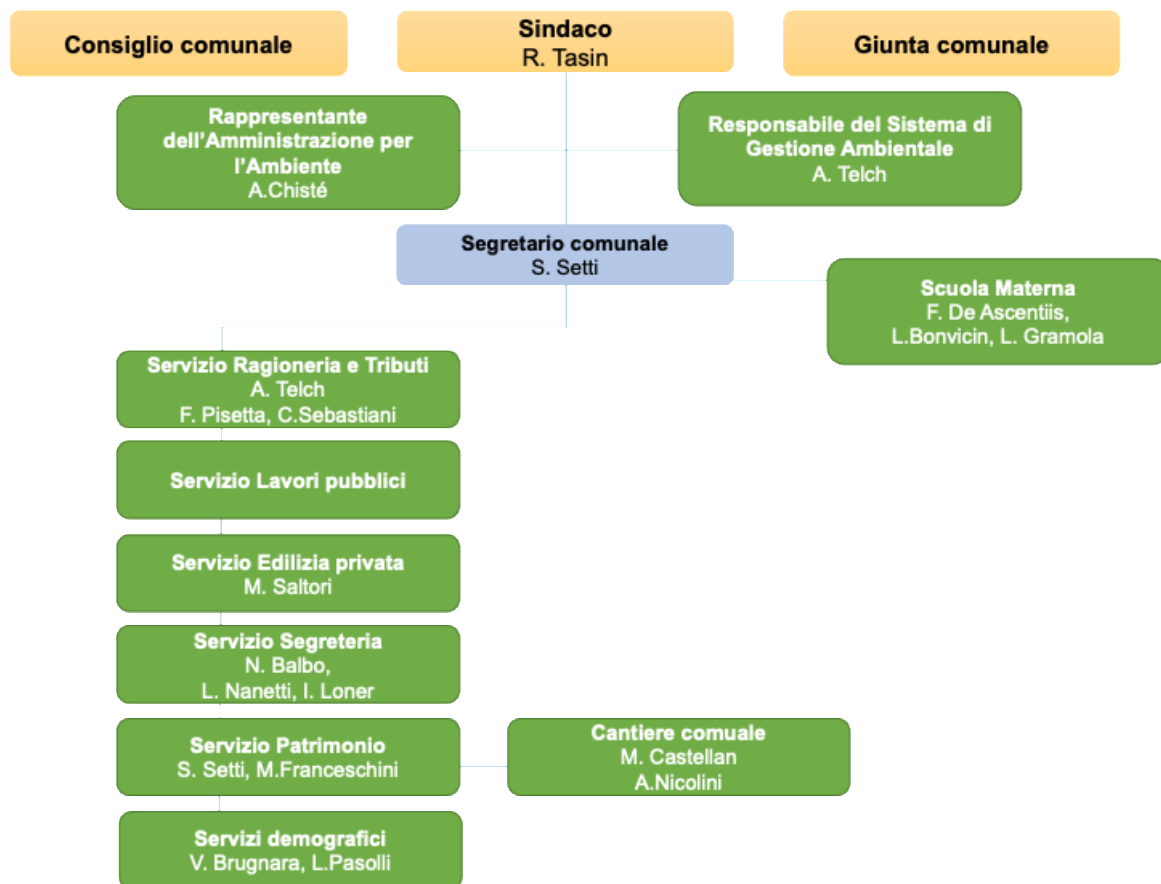 Consiglio comunale
Sindaco
R. Tasin
Giunta comunale
Rappresentante
dell'Amministrazione per
l'Ambiente
A.Chisté
Responsabile del Sistema di
Gestione Ambientale
A. Telch
Segretario comunale
S. Setti
Scuola Materna
F. De Ascentiis,
L.Bonvicin, L. Gramola
Servizio Ragioneria e Tributi
A. Telch
F. Pisetta, C.Sebastiani
Servizio Lavori pubblici
Servizio Edilizia privata
M. Saltori
Servizio Segreteria
N. Balbo,
L. Nanetti, I. Loner
Servizio Patrimonio
S. Setti, M.Franceschini
Cantiere comuale
M. Castellan
A.Nicolini
Servizi demografici
V. Brugnara, L.Pasolli